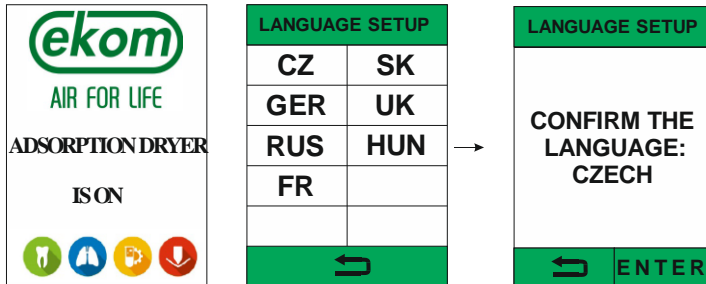 ekom
AIR FOR LIFE
ADSORPTION DRYER
IS ON
LANGUAGE SETUP
CZ SK
GER UK
RUS HUN
FR
LANGUAGE SETUP
CONFIRM THE
LANGUAGE:
CZECH
ENTER